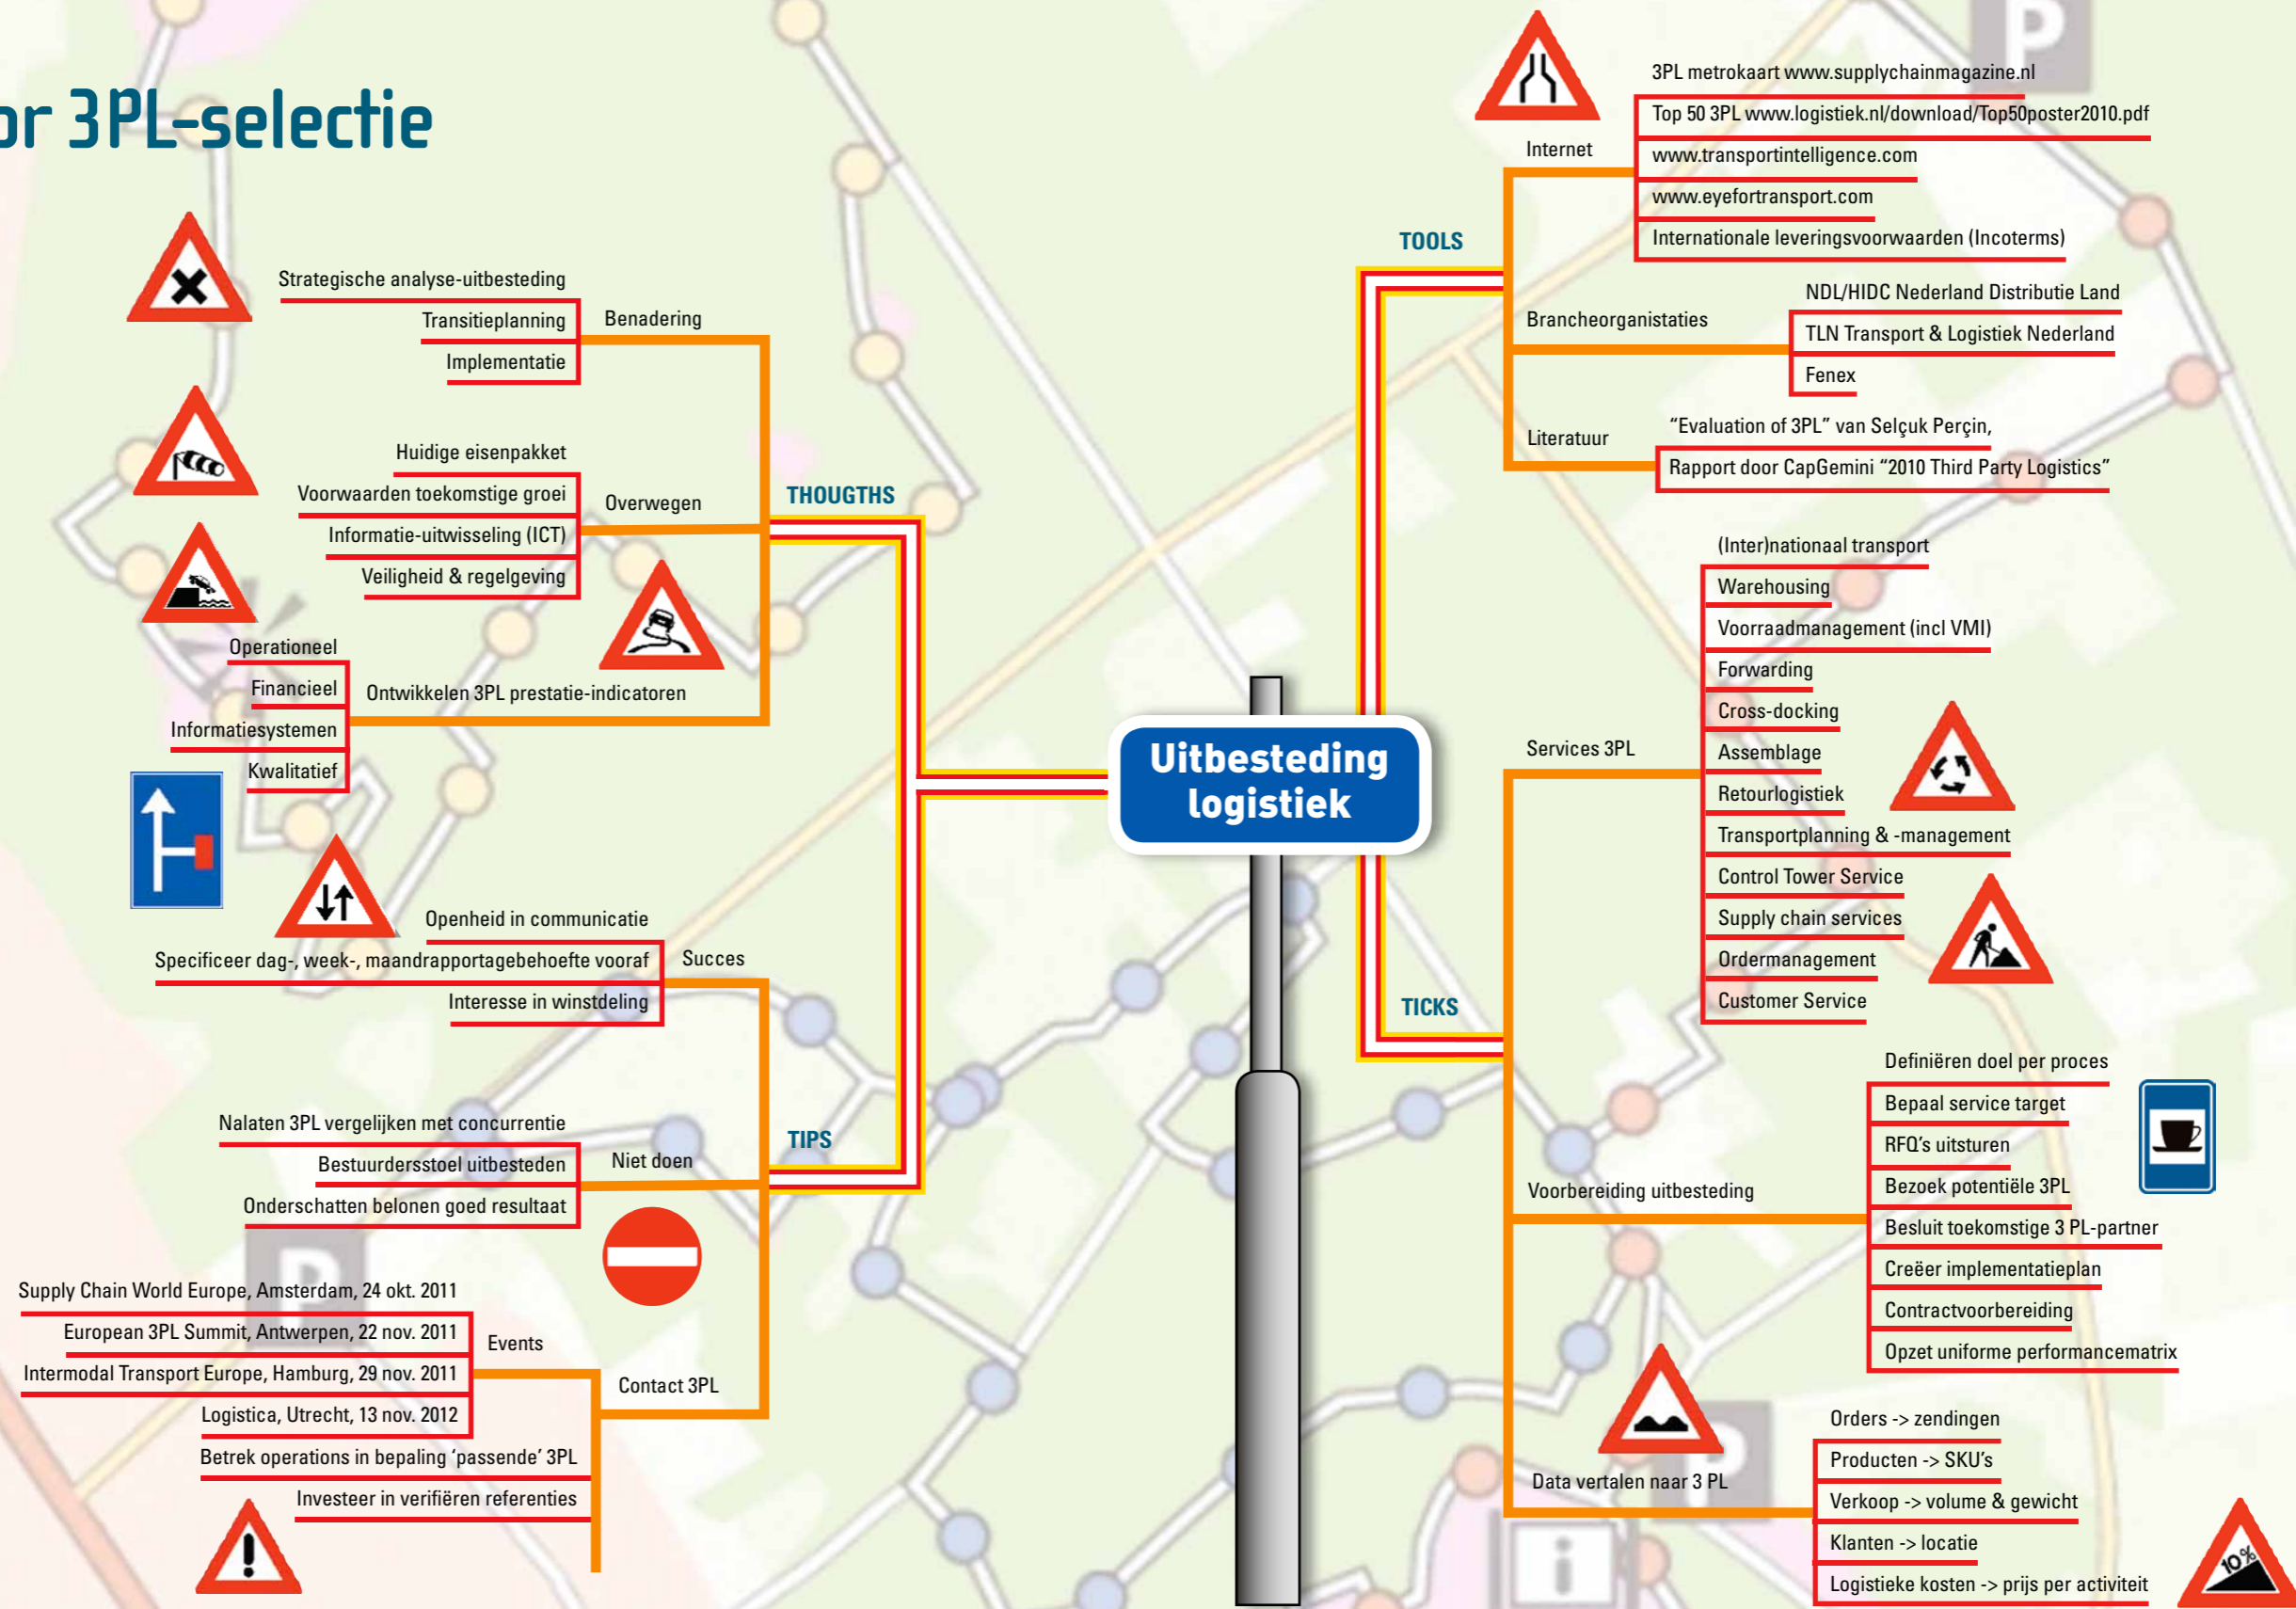 or 3PL-selectie
Uitbesteding
logistiek
THOUGTHS
Benadering
Strategische analyse-uitbesteding
Transitieplanning
Implementatie
Overwegen
Huidige eisenpakket
Voorwaarden toekomstige groei
Informatie-uitwisseling (ICT)
Veiligheid & regelgeving
Ontwikkelen 3PL prestatie-indicatoren
Operationeel
Financieel
Informatiesystemen
Kwalitatief
TIPS
Succes
Openheid in communicatie
Specificeer dag-, week-, maandrapportagebehoefte vooraf
Interesse in winstdeling
Niet doen
Nalaten 3PL vergelijken met concurrentie
Bestuurdersstoel uitbesteden
Onderschatten belonen goed resultaat
Contact 3PL
Events
Supply Chain World Europe, Amsterdam, 24 okt. 2011
European 3PL Summit, Antwerpen, 22 nov. 2011
Intermodal Transport Europe, Hamburg, 29 nov. 2011
Logistica, Utrecht, 13 nov. 2012
Betrek operations in bepaling ‘passende’ 3PL
Investeer in verifiëren referenties
TOOLS
Internet
3PL metrokaart www.supplychainmagazine.nl
Top 50 3PL www.logistiek.nl/download/Top50poster2010.pdf
www.transportintelligence.com
www.eyefortransport.com
Internationale leveringsvoorwaarden (Incoterms)
Brancheorganistaties
NDL/HIDC Nederland Distributie Land
TLN Transport & Logistiek Nederland
Fenex
Literatuur
“Evaluation of 3PL” van Selçuk Perçin,
Rapport door CapGemini “2010 Third Party Logistics”
TICKS
Services 3PL
(Inter)nationaal transport
Warehousing
Voorraadmanagement (incl VMI)
Forwarding
Cross-docking
Assemblage
Retourlogistiek
Transportplanning & -management
Control Tower Service
Supply chain services
Ordermanagement
Customer Service
Voorbereiding uitbesteding
Definiëren doel per proces
Bepaal service target
RFQ’s uitsturen
Bezoek potentiële 3PL
Besluit toekomstige 3 PL-partner
Creëer implementatieplan
Contractvoorbereiding
Opzet uniforme performancematrix
Data vertalen naar 3 PL
Orders -> zendingen
Producten -> SKU’s
Verkoop -> volume & gewicht
Klanten -> locatie
Logistieke kosten -> prijs per activiteit
10%
P
P
P
i